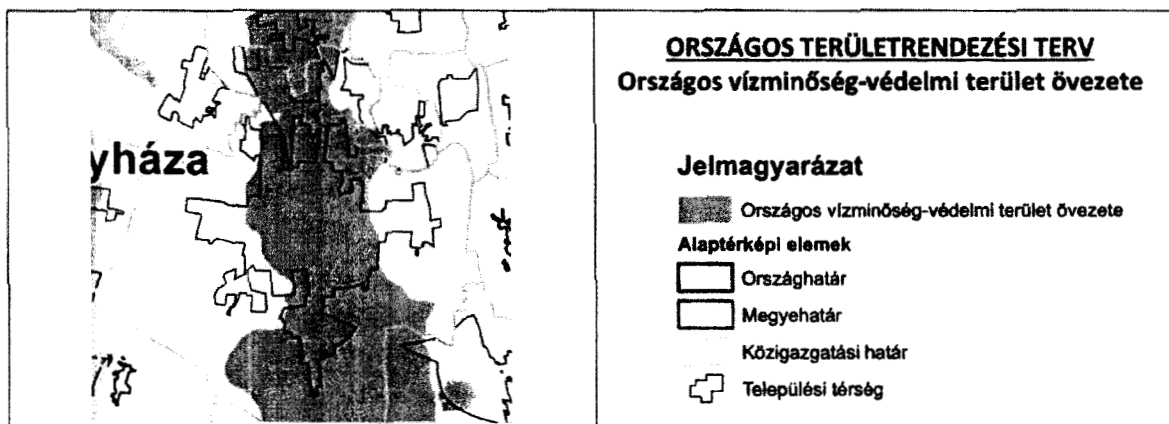 yháza
ORSZÁGOS TERÜLETRENDEZÉSI TERV
Országos vízminőség-védelmi terület övezete
Jelmagyarázat
Országos vízminőség-védelmi terület övezete
Alaptérképi elemek
Országhatár
Megyehatár
Közigazgatási határ
Települési térség